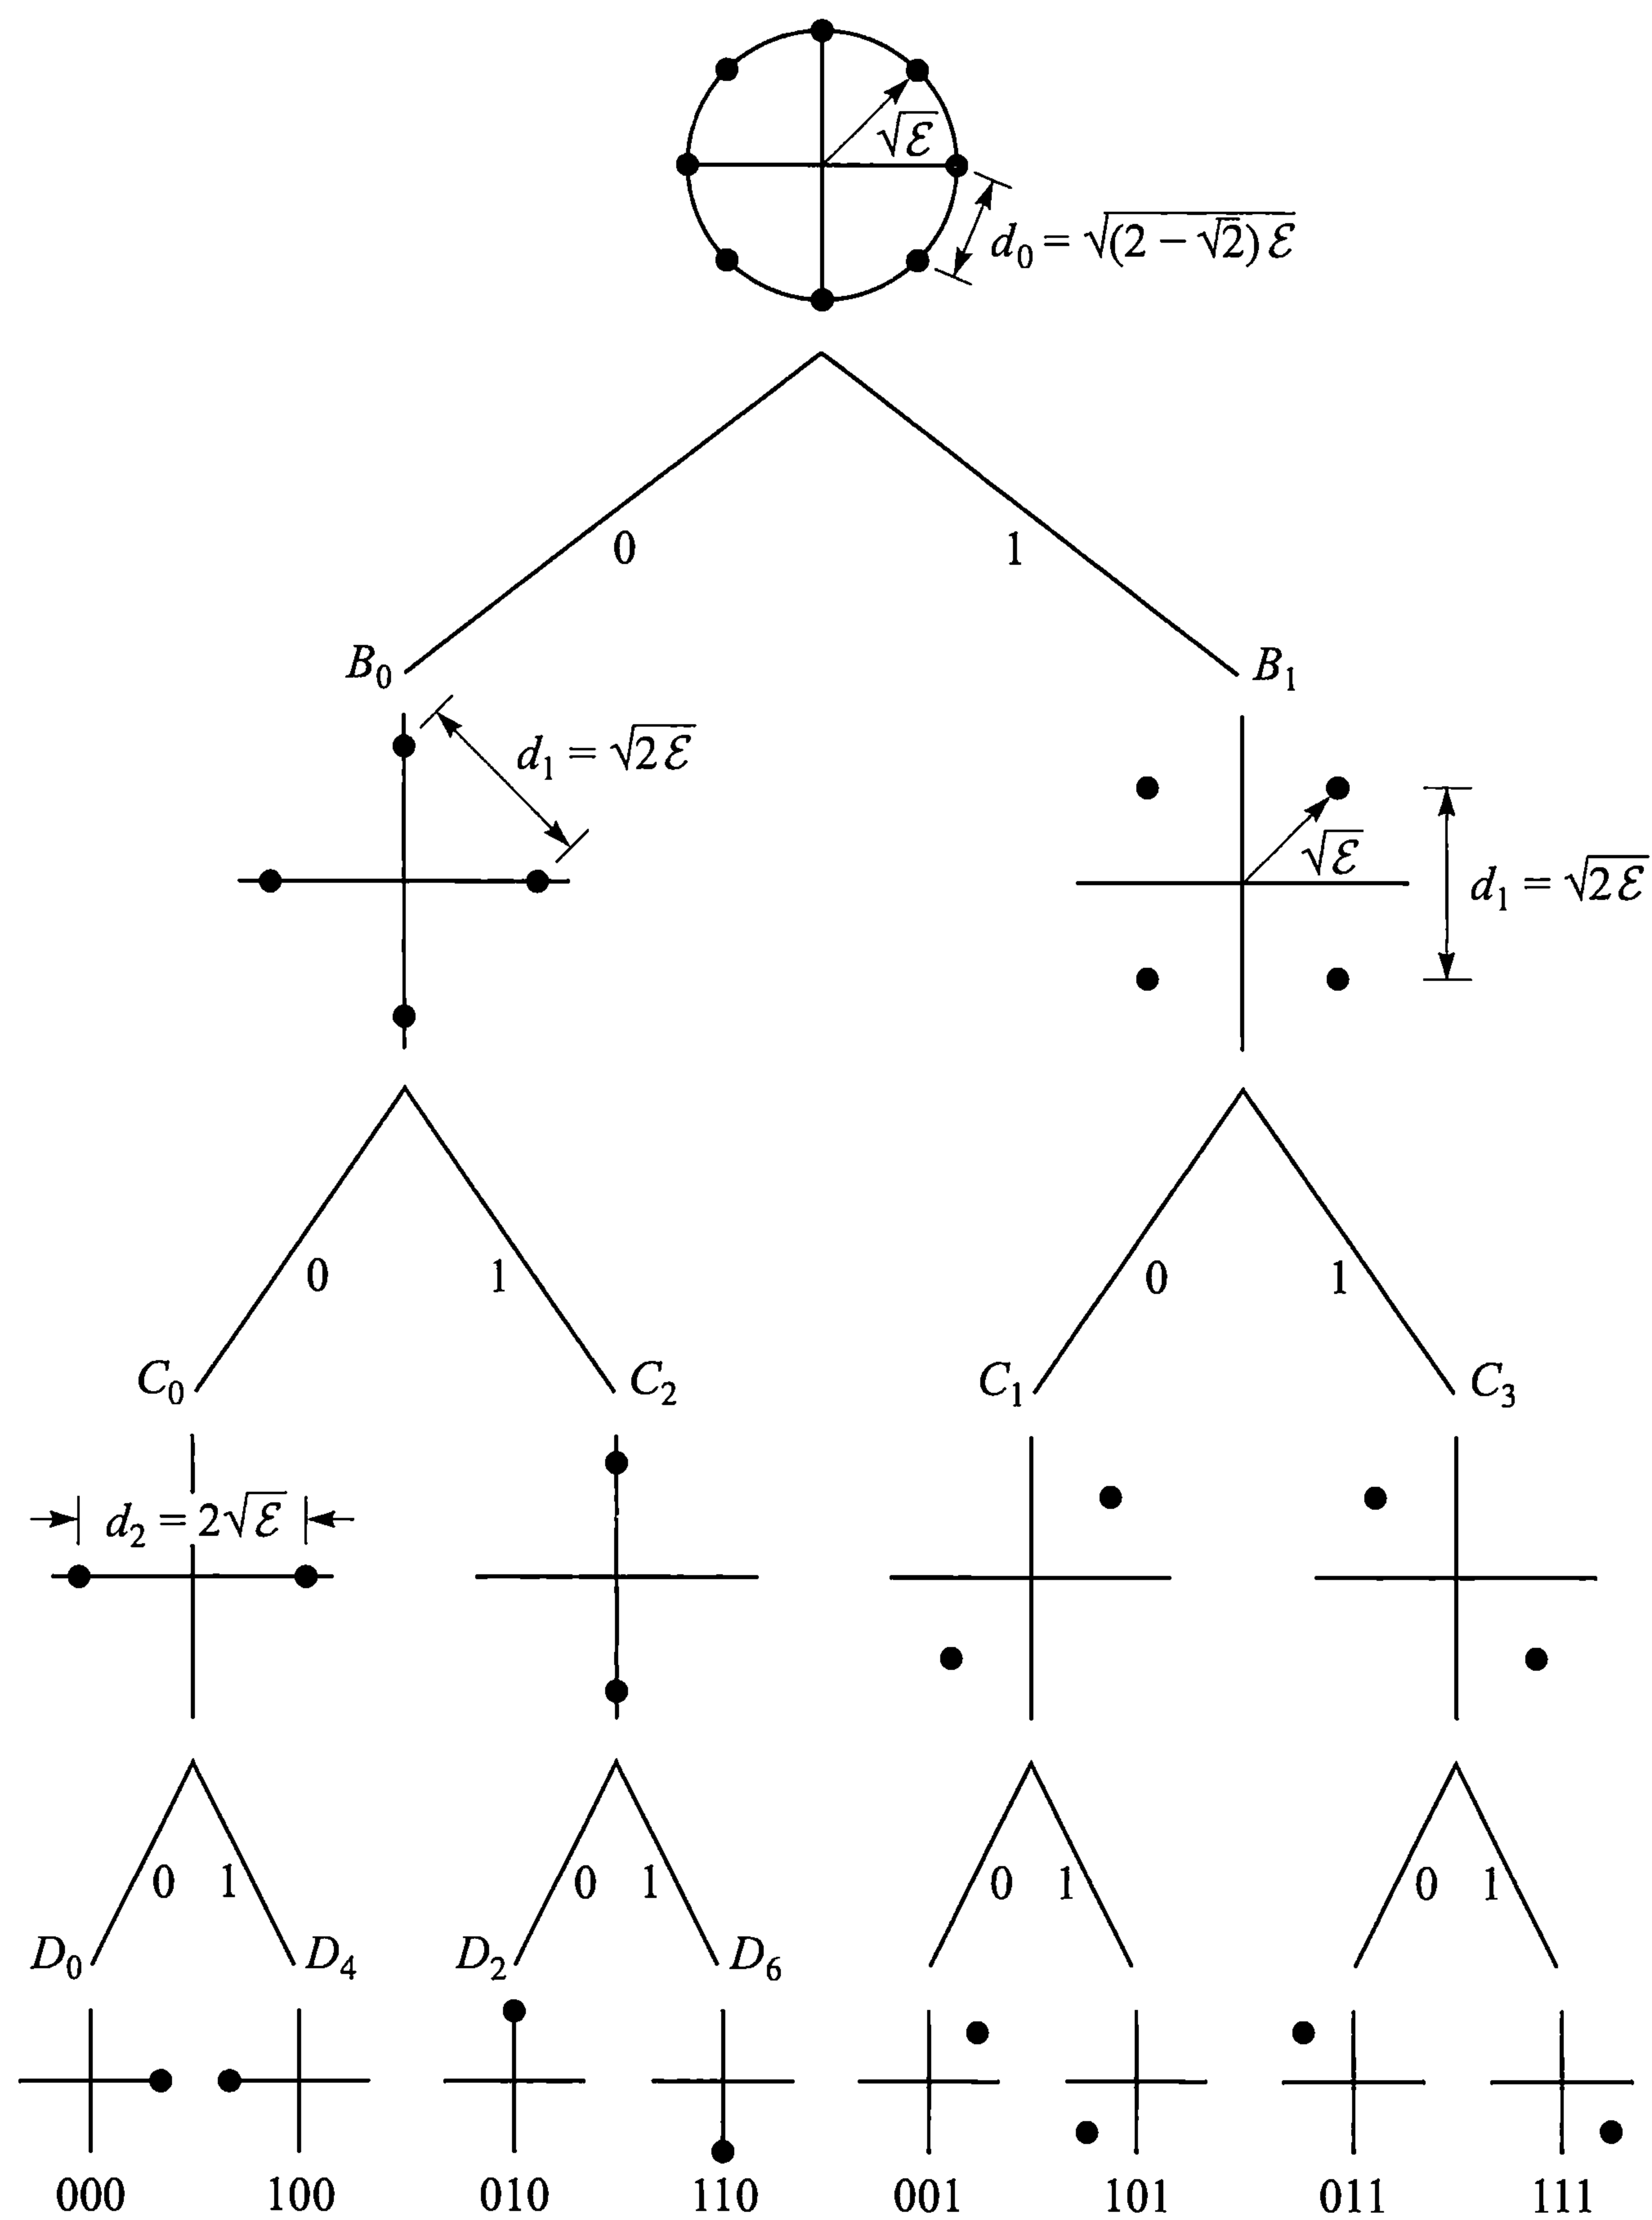 √ℰ
d₀ = √(2 − √2) ℰ
0 1
B₀ B₁
d₁ = √2ℰ
√ℰ
d₁ = √2ℰ
0 1 0 1
C₀ C₂ C₁ C₃
d₂ = 2√ℰ
0 1 0 1 0 1 0 1
D₀ D₄ D₂ D₆
000 100 010 110 001 101 011 111